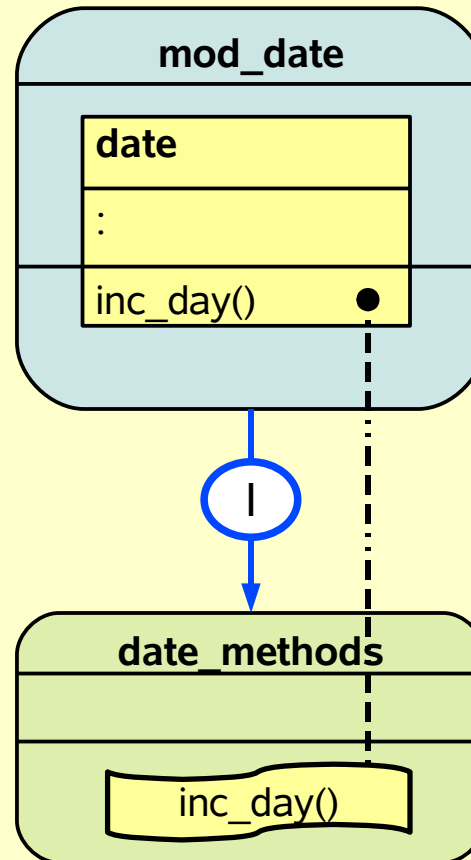 mod_date
date
:
inc_day()
I
date_methods
inc_day()